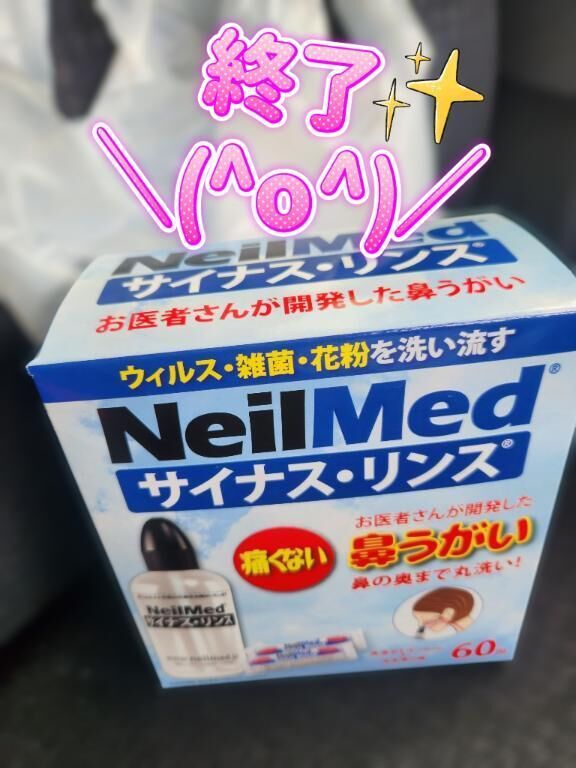 終了
\(^o^)/
NeilMed
サイナス・リンス®
お医者さんが開発した鼻うがい
ウィルス・雑菌・花粉を洗い流す
NeilMed®
サイナス・リンス®
お医者さんが開発した
痛くない
鼻うがい
鼻の奥まで丸洗い!
NeilMed
サイナス・リンス
NeilMed
60